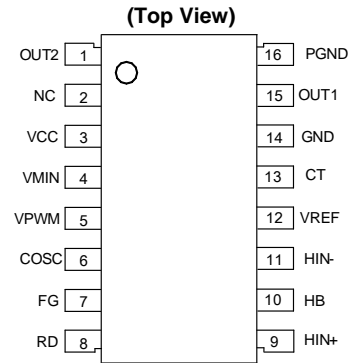 (Top View)
OUT2 1 16 PGND
NC 2 15 OUT1
VCC 3 14 GND
VMIN 4 13 CT
VPWM 5 12 VREF
COSC 6 11 HIN-
FG 7 10 HB
RD 8 9 HIN+